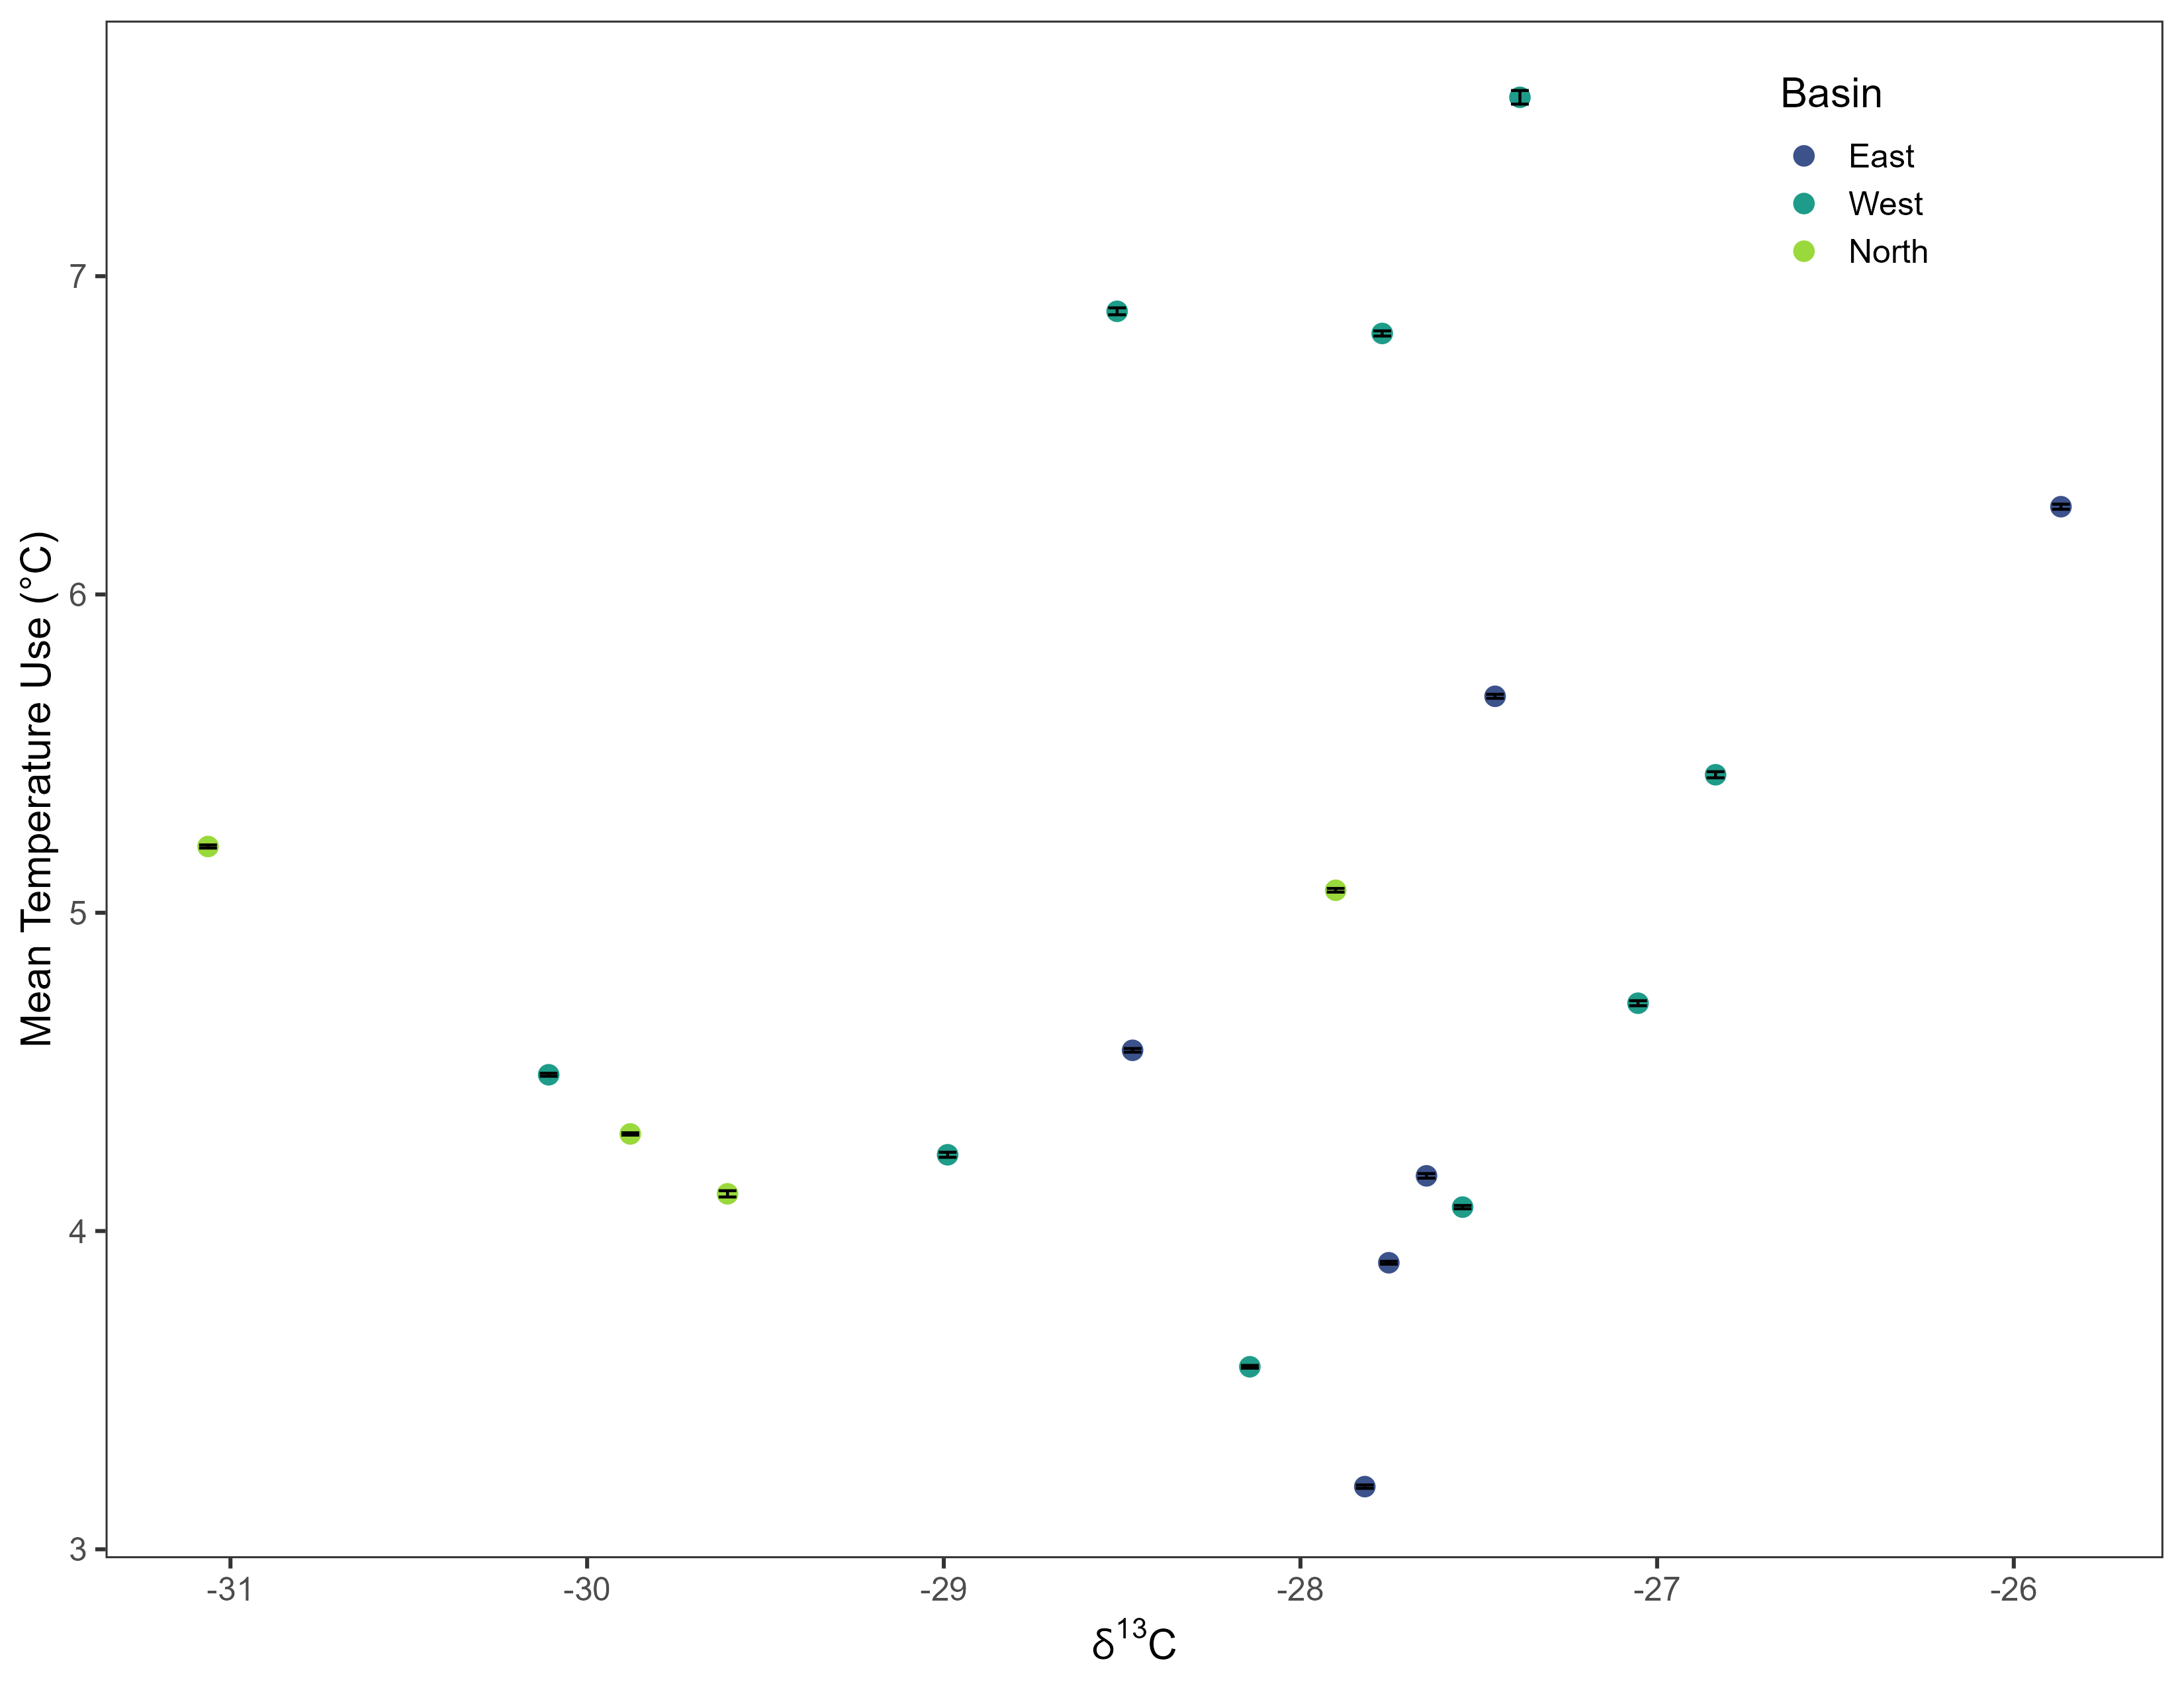 Basin
East
West
North
7
6
5
4
3
Mean Temperature Use (°C)
-31 -30 -29 -28 -27 -26
δ¹³C